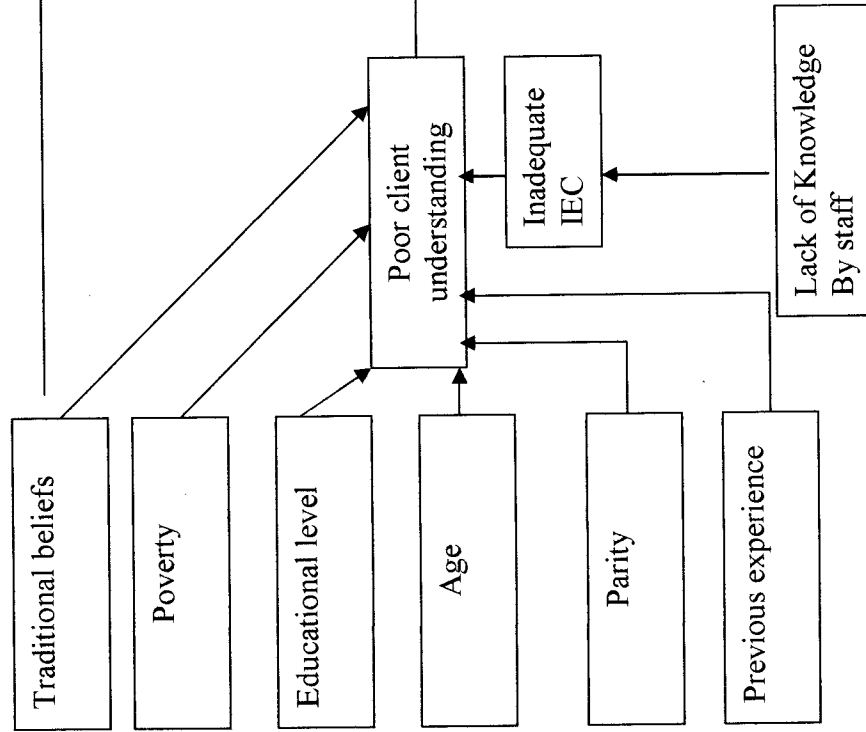 Traditional beliefs
Poverty
Educational level
Age
Parity
Previous experience
Poor client
understanding
Inadequate
IEC
Lack of Knowledge
By staff